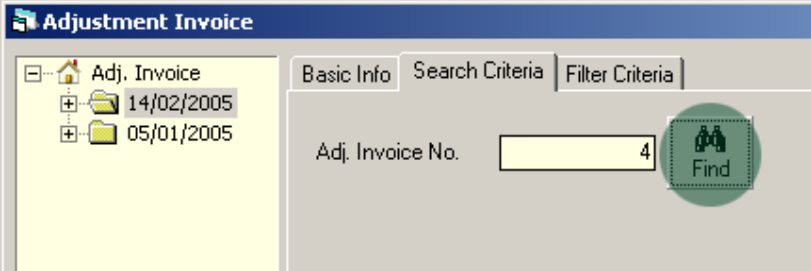 Adjustment Invoice
Adj. Invoice
14/02/2005
05/01/2005
Basic Info Search Criteria Filter Criteria
Adj. Invoice No. 4
Find